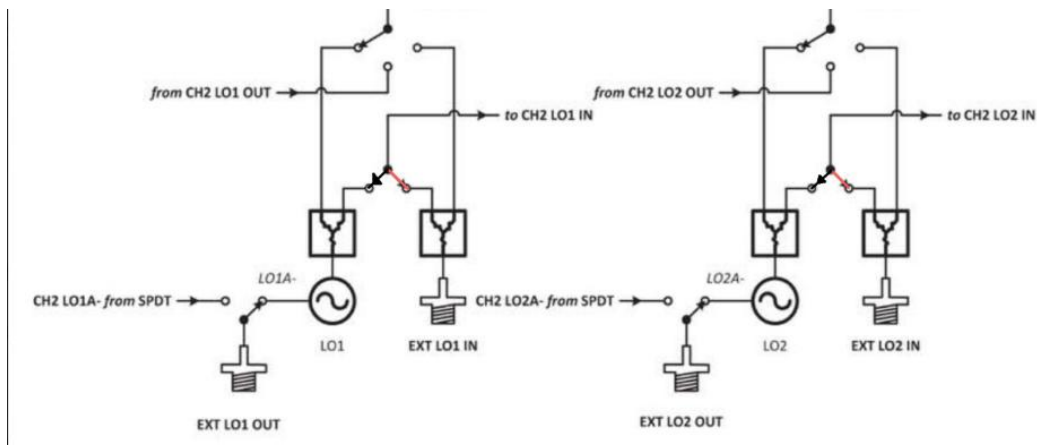 from CH2 LO1 OUT
from CH2 LO2 OUT
to CH2 LO1 IN
to CH2 LO2 IN
LO1A-
LO2A-
CH2 LO1A- from SPDT
CH2 LO2A- from SPDT
LO1
EXT LO1 IN
LO2
EXT LO2 IN
EXT LO1 OUT
EXT LO2 OUT